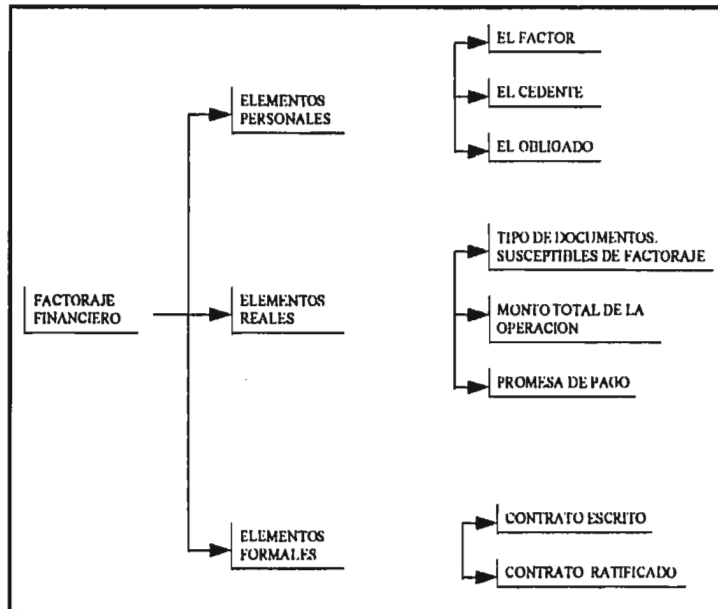 FACTORAJE
FINANCIERO
ELEMENTOS
PERSONALES
EL FACTOR
EL CEDENTE
EL OBLIGADO
ELEMENTOS
REALES
TIPO DE DOCUMENTOS.
SUSCEPTIBLES DE FACTORAJE
MONTO TOTAL DE LA
OPERACION
PROMESA DE PAGO
ELEMENTOS
FORMALES
CONTRATO ESCRITO
CONTRATO RATIFICADO